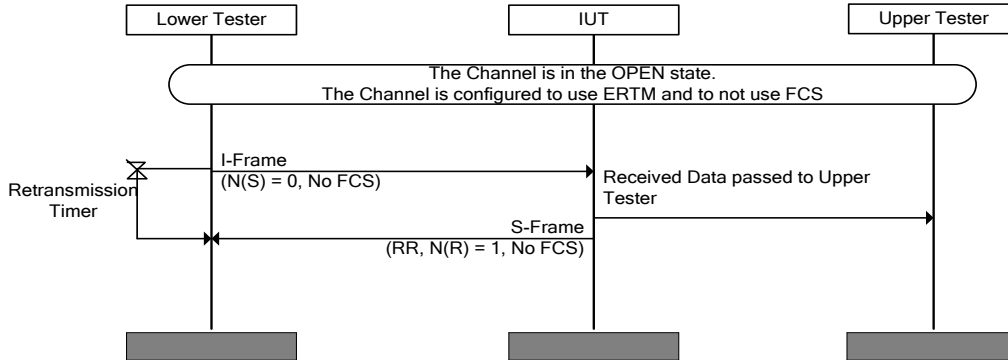 Lower Tester
IUT
Upper Tester
The Channel is in the OPEN state.
The Channel is configured to use ERTM and to not use FCS
I-Frame
(N(S) = 0, No FCS)
Retransmission
Timer
Received Data passed to Upper
Tester
S-Frame
(RR, N(R) = 1, No FCS)